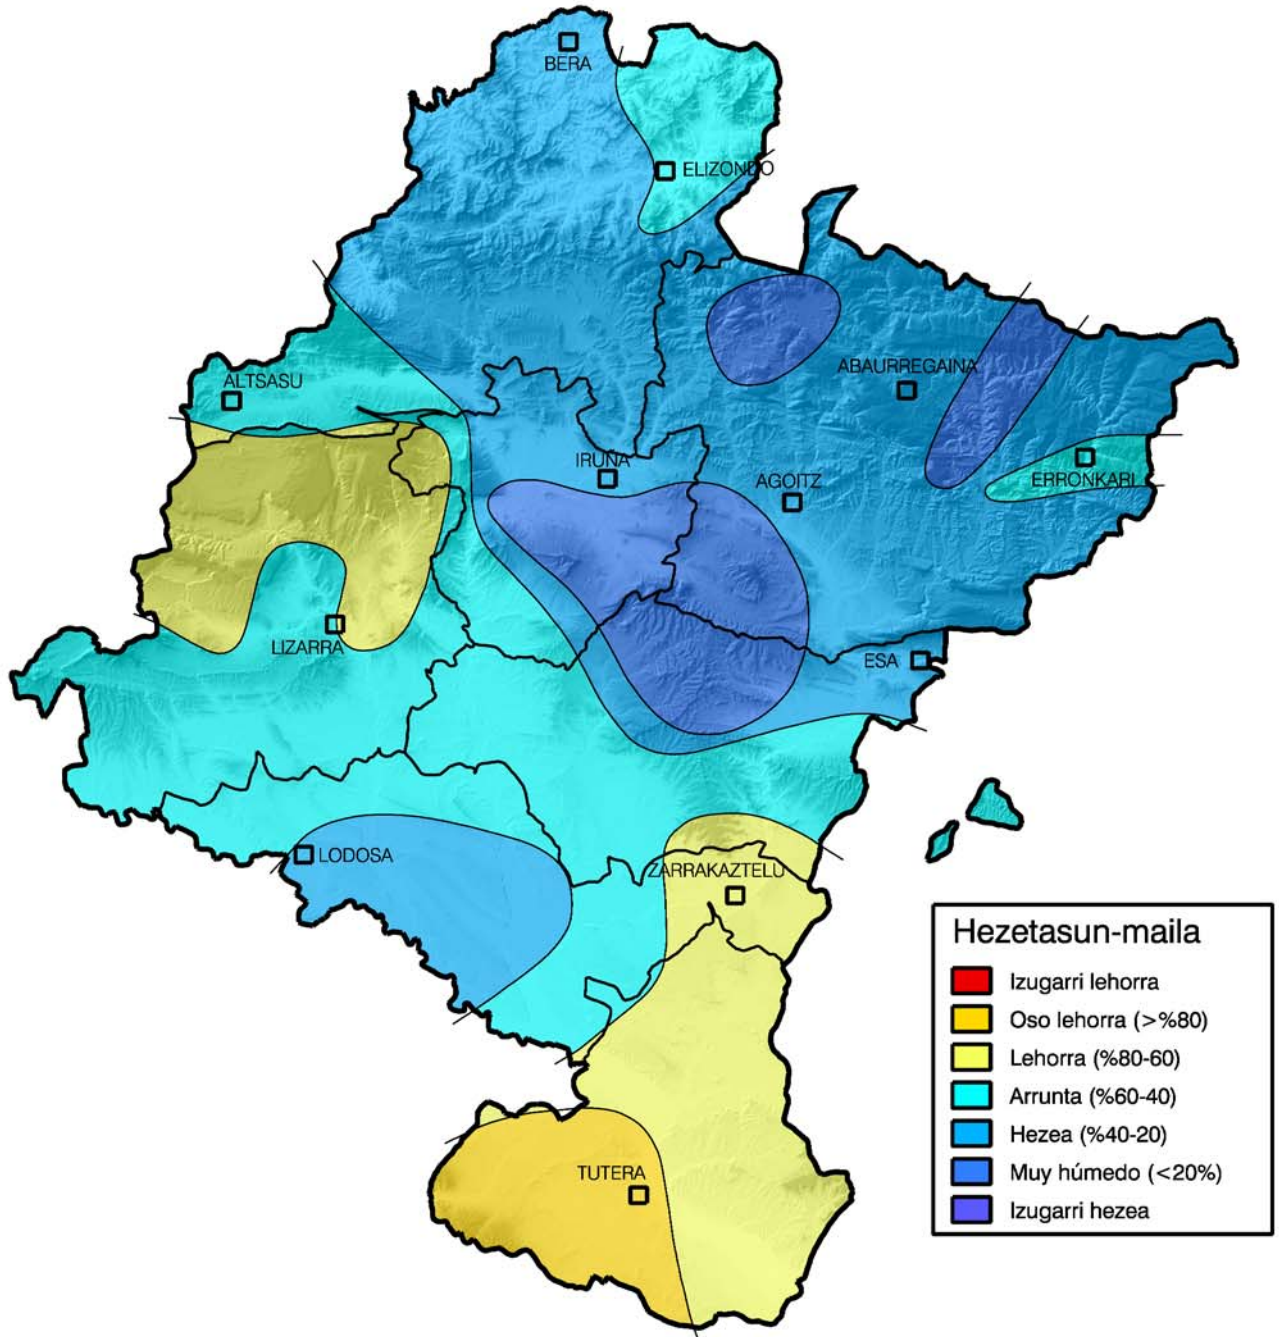 BERA
ELIZONDO
ABAURREGAINA
ALTSASU
IRUÑA
AGOITZ
ERRONKARI
LIZARRA
ESA
LODOSA
ZARRAKAZTELU
TUTERA
Hezetasun-maila
Izugarri lehorra
Oso lehorra (>%80)
Lehorra (%80-60)
Arrunta (%60-40)
Hezea (%40-20)
Muy húmedo (<20%)
Izugarri hezea